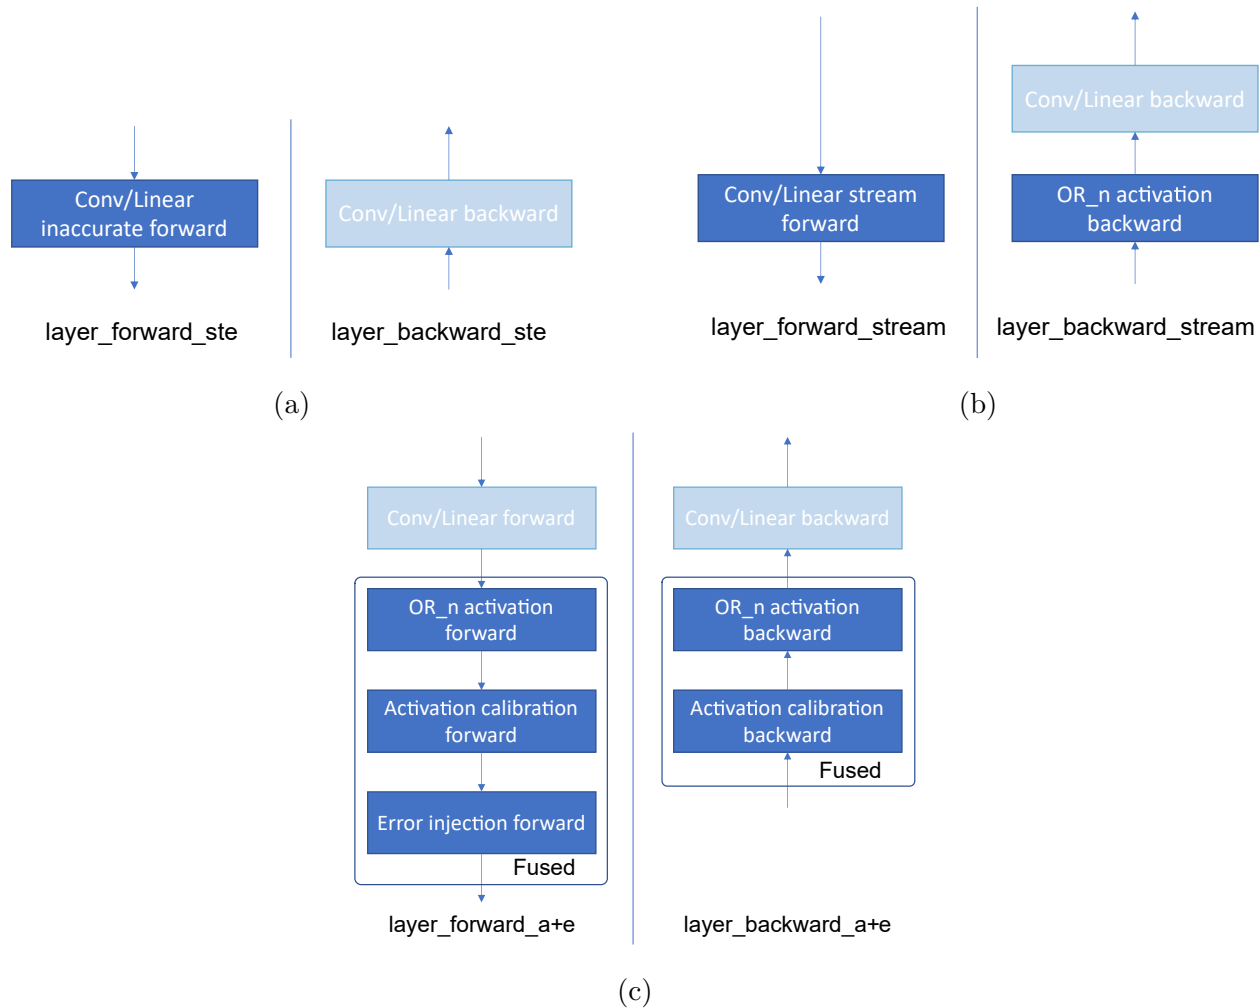 Conv/Linear
inaccurate forward
Conv/Linear backward
layer_forward_ste
layer_backward_ste
(a)
Conv/Linear stream
forward
Conv/Linear backward
OR_n activation
backward
layer_forward_stream
layer_backward_stream
(b)
Conv/Linear forward
OR_n activation
forward
Activation calibration
forward
Error injection forward
Fused
layer_forward_a+e
Conv/Linear backward
OR_n activation
backward
Activation calibration
backward
Fused
layer_backward_a+e
(c)